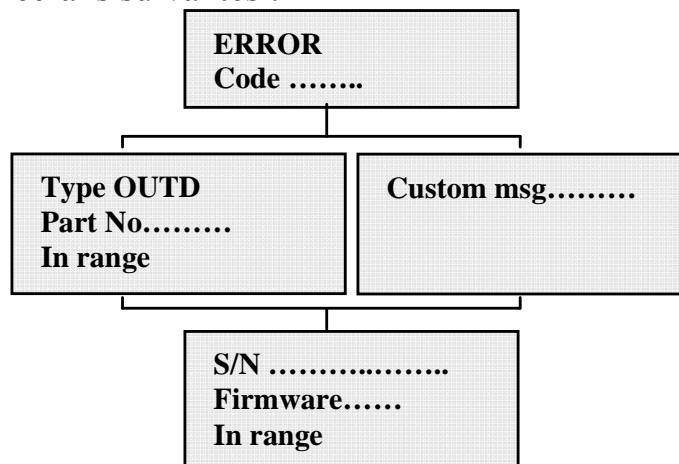 ERROR
Code ……..
Type OUTD
Part No………
In range
Custom msg………
S/N ………..……..
Firmware……
In range